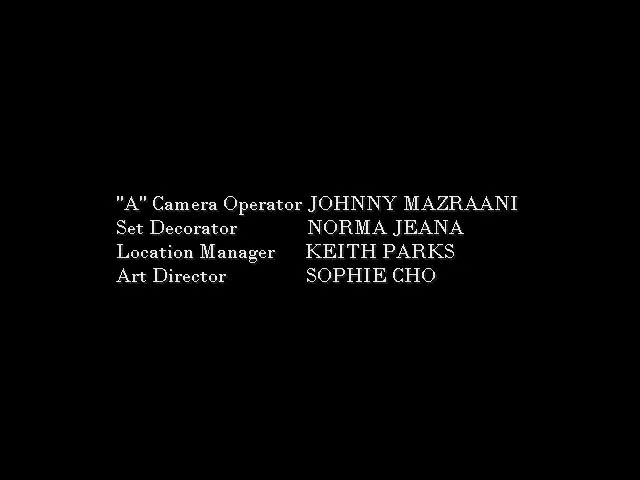 "A" Camera Operator JOHNNY MAZRAANI
Set Decorator NORMA JEANA
Location Manager KEITH PARKS
Art Director SOPHIE CHO